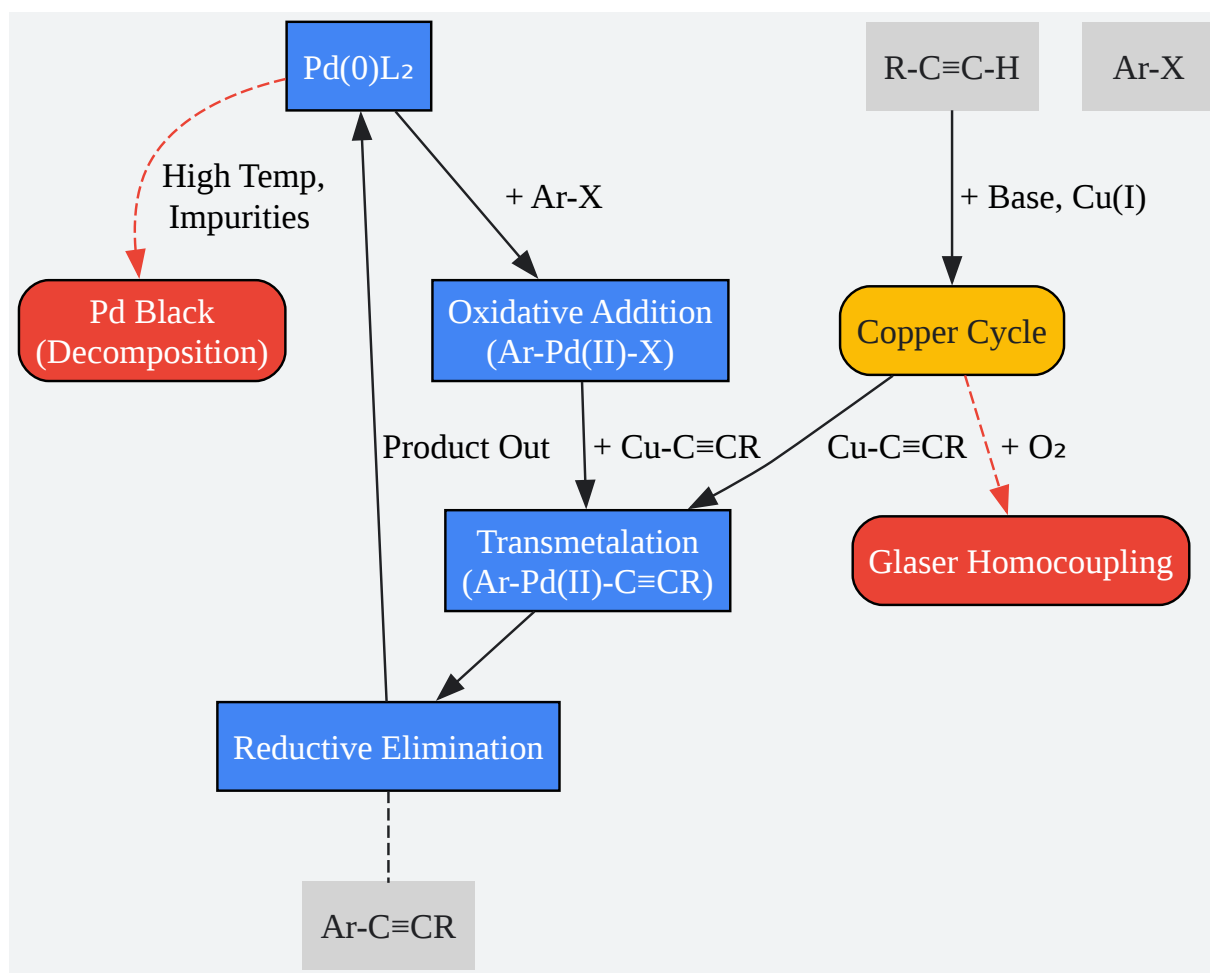 Pd(0)L₂
R-C≡C-H
Ar-X
High Temp,
Impurities
+ Ar-X
+ Base, Cu(I)
Pd Black
(Decomposition)
Oxidative Addition
(Ar-Pd(II)-X)
Copper Cycle
Product Out
+ Cu-C≡CR
Cu-C≡CR
+ O₂
Transmetalation
(Ar-Pd(II)-C≡CR)
Glaser Homocoupling
Reductive Elimination
Ar-C≡CR